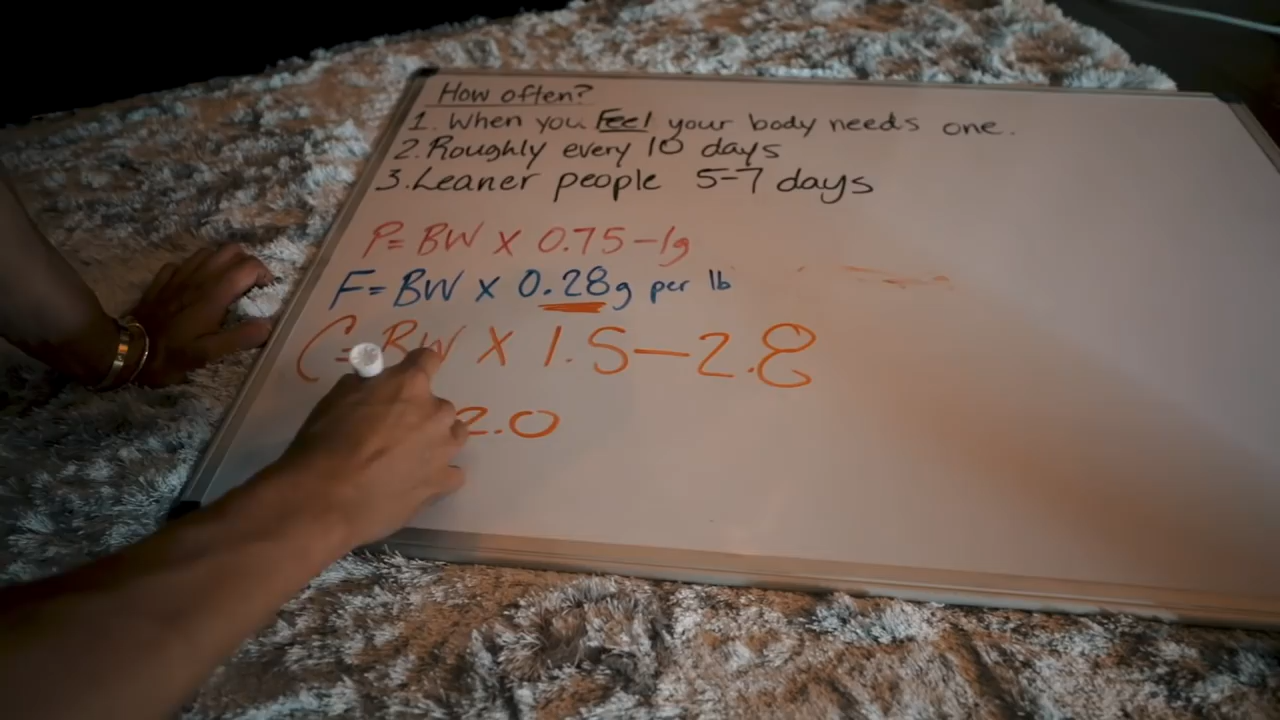 How often?
1. When you Feel your body needs one.
2. Roughly every 10 days
3. Leaner people 5-7 days
P= BW X 0.75-1g
F= BW X 0.28g per lb
C= BW X 1.5-2.8
2.0